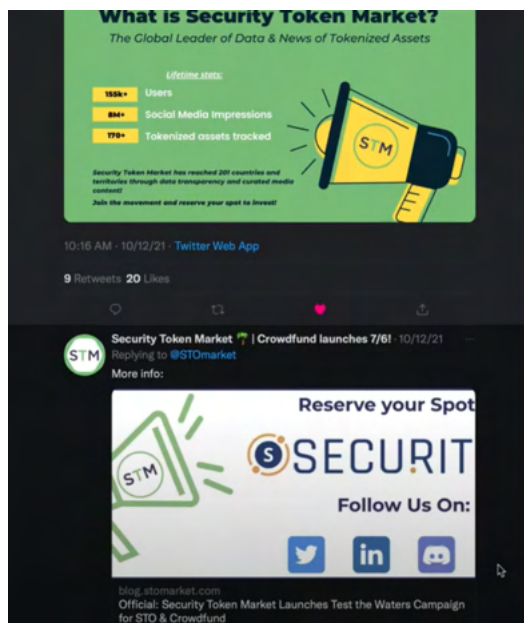 What is Security Token Market?
The Global Leader of Data & News of Tokenized Assets
Lifetime stats:
155k+ Users
8M+ Social Media Impressions
170+ Tokenized assets tracked
STM
Security Token Market has reached 201 countries and
territories through data transparency and curated media
content!
Join the movement and reserve your spot to invest!
10:16 AM · 10/12/21 · Twitter Web App
9 Retweets 20 Likes
STM
Security Token Market 🌴 | Crowdfund launches 7/6! · 10/12/21
Replying to @STOmarket
More info:
Reserve your Spot
STM
S SECURIT
Follow Us On:
in
blog.stomarket.com
Official: Security Token Market Launches Test the Waters Campaign
for STO & Crowdfund